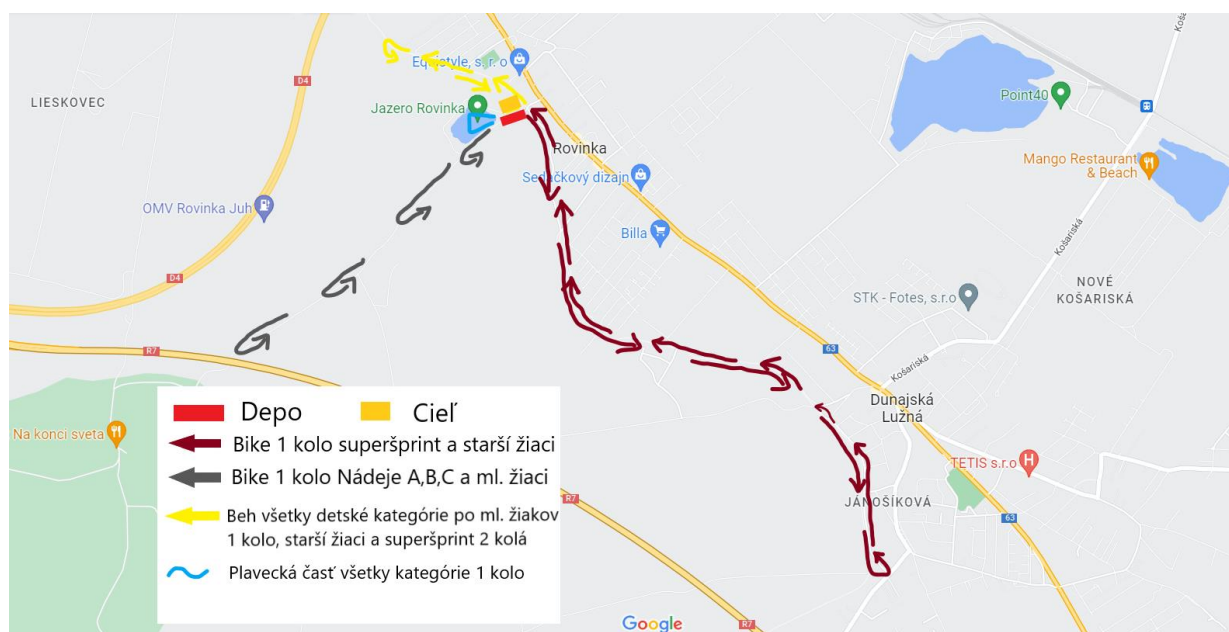 Košariská
D4
Equistyle, s.r. o
LIESKOVEC
Point40
Jazero Rovinka
Rovinka
Mango Restaurant
& Beach
Sedačkový dizajn
OMV Rovinka Juh
Billa
Košariská
D4
NOVÉ
KOŠARISKÁ
STK - Fotes, s.r.o
R7
63
Košariská
Dunajská
Lužná
Depo
Cieľ
Na konci sveta
Bike 1 kolo superšprint a starší žiaci
TETIS s.r.o
H
Bike 1 kolo Nádeje A,B,C a ml. žiaci
R7
JÁNOŠÍKOVÁ
63
Beh všetky detské kategórie po ml. žiakov
1 kolo, starší žiaci a superšprint 2 kolá
Plavecká časť všetky kategórie 1 kolo
Google
R7